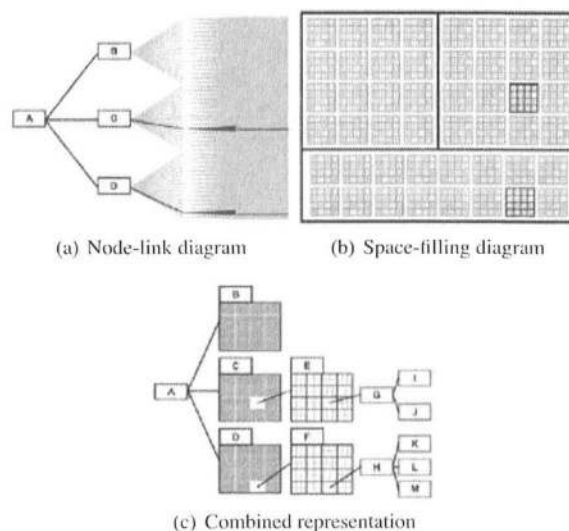 B
A
C
D
(a) Node-link diagram
(b) Space-filling diagram
B
C
E
I
A
G
J
D
F
K
H
L
M
(c) Combined representation